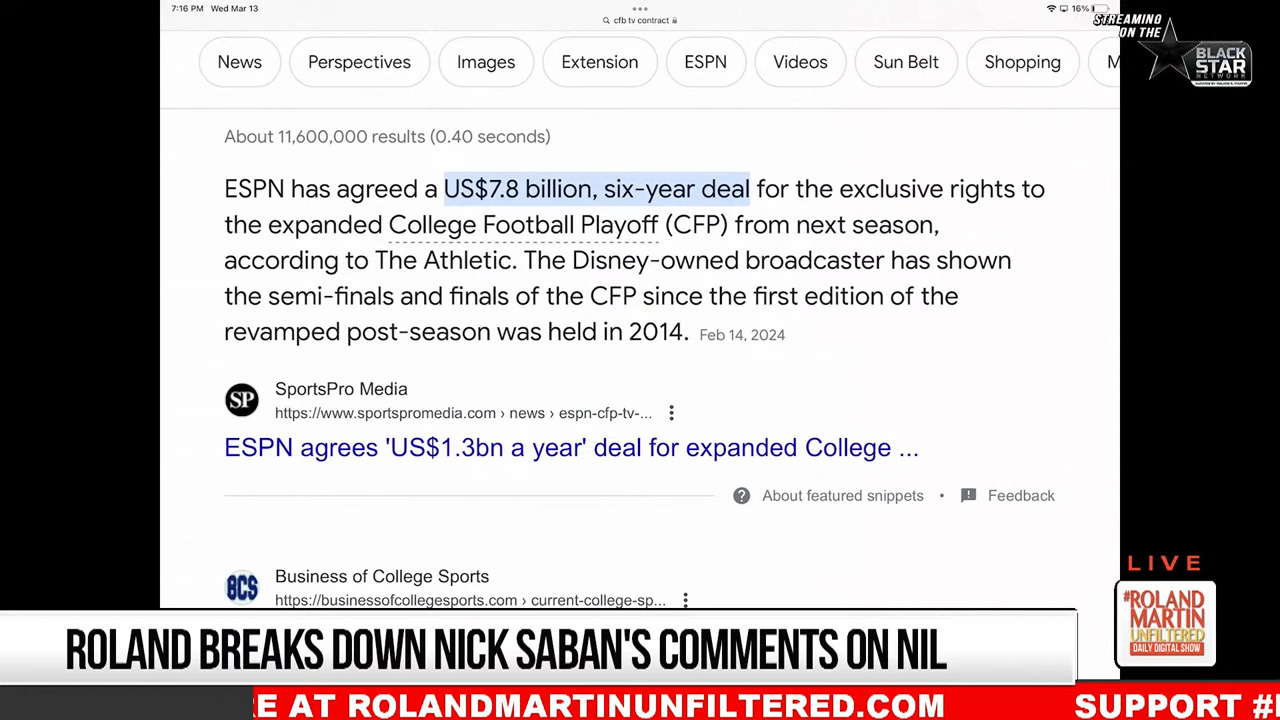 7:16 PM Wed Mar 13
cfb tv contract
16%
STREAMING
ON THE
BLACK
STAR
NETWORK
News
Perspectives
Images
Extension
ESPN
Videos
Sun Belt
Shopping
M
About 11,600,000 results (0.40 seconds)
ESPN has agreed a US$7.8 billion, six-year deal for the exclusive rights to
the expanded College Football Playoff (CFP) from next season,
according to The Athletic. The Disney-owned broadcaster has shown
the semi-finals and finals of the CFP since the first edition of the
revamped post-season was held in 2014. Feb 14, 2024
SP
SportsPro Media
https://www.sportspromedia.com › news › espn-cfp-tv-...
ESPN agrees 'US$1.3bn a year' deal for expanded College ...
About featured snippets • Feedback
BCS
Business of College Sports
https://businessofcollegesports.com › current-college-sp...
LIVE
#ROLAND
MARTIN
UNFILTERED
DAILY DIGITAL SHOW
ROLAND BREAKS DOWN NICK SABAN'S COMMENTS ON NIL
RE AT ROLANDMARTINUNFILTERED.COM SUPPORT #